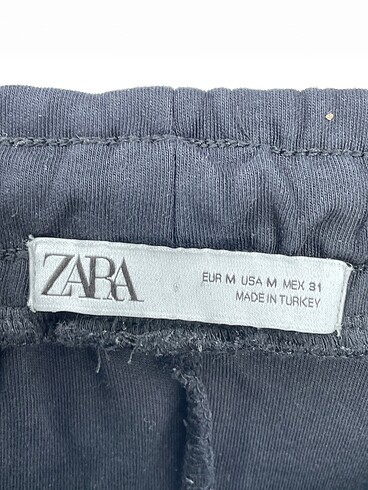 ZARA
EUR M USA M MEX 31
MADE IN TURKEY